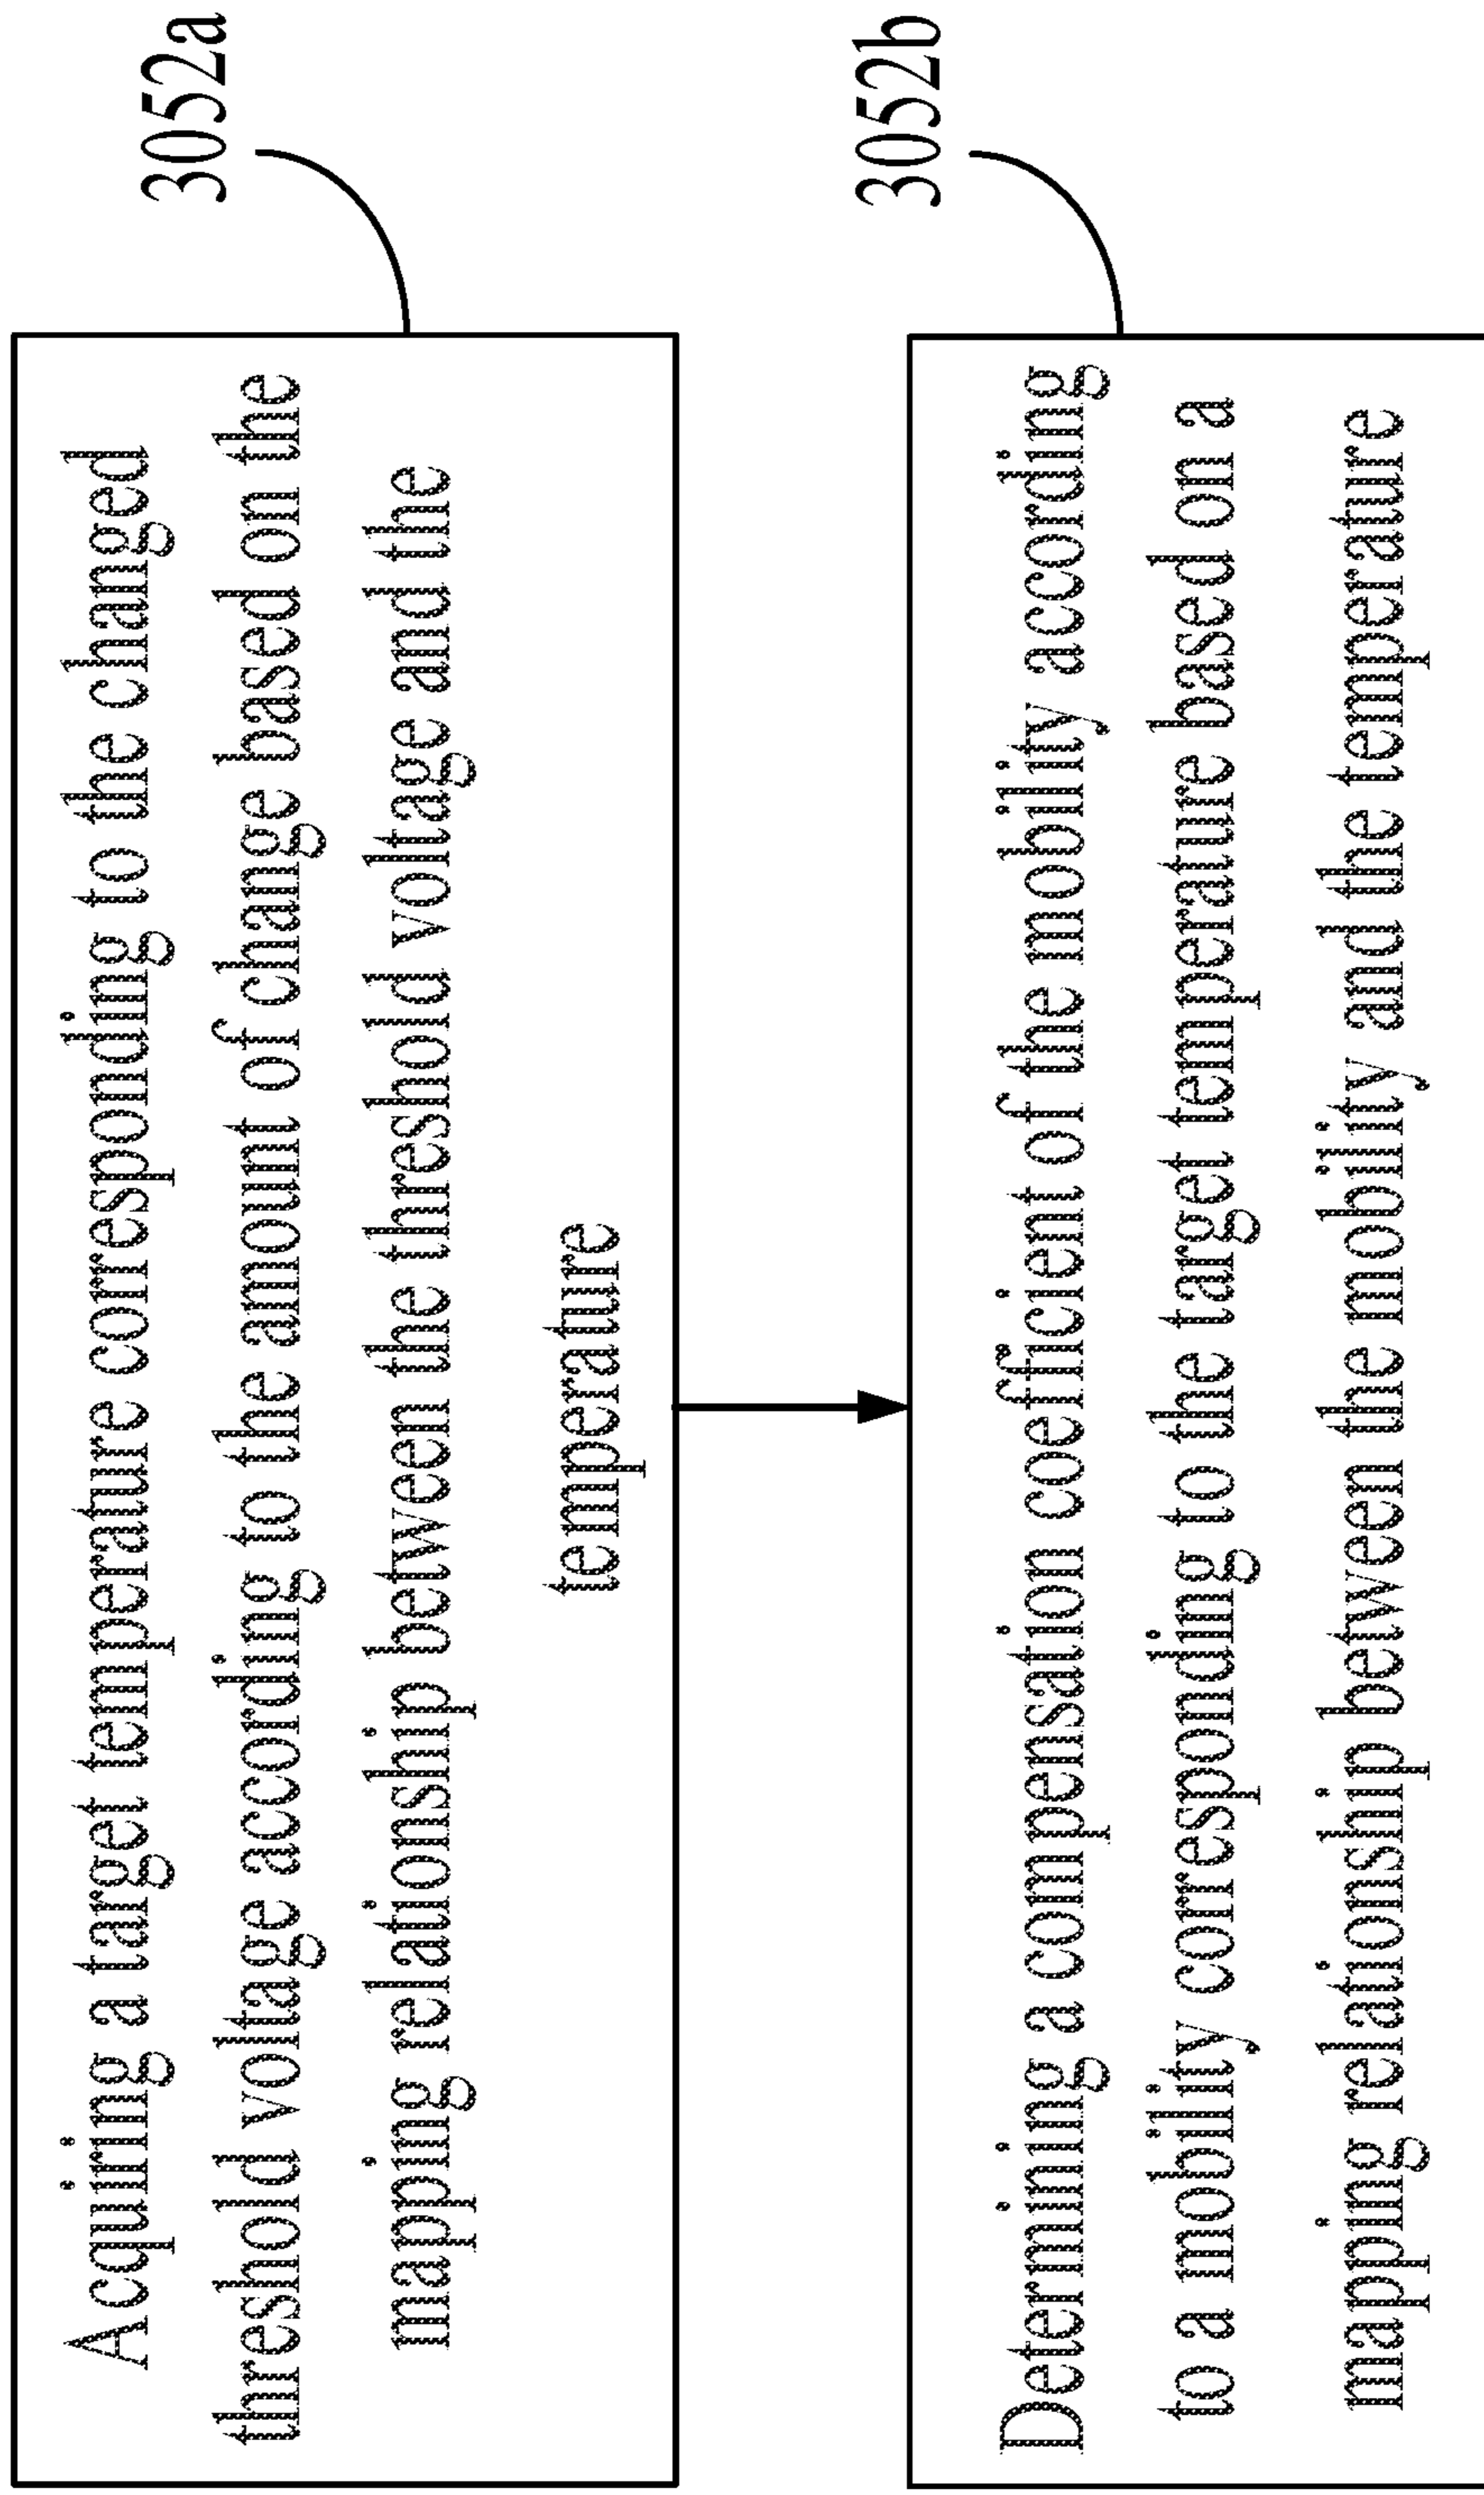 Acquiring a target temperature corresponding to the changed
threshold voltage according to the amount of change based on the
mapping relationship between the threshold voltage and the
temperature
3052a
Determining a compensation coefficient of the mobility according
to a mobility corresponding to the target temperature based on a
mapping relationship between the mobility and the temperature
3052b